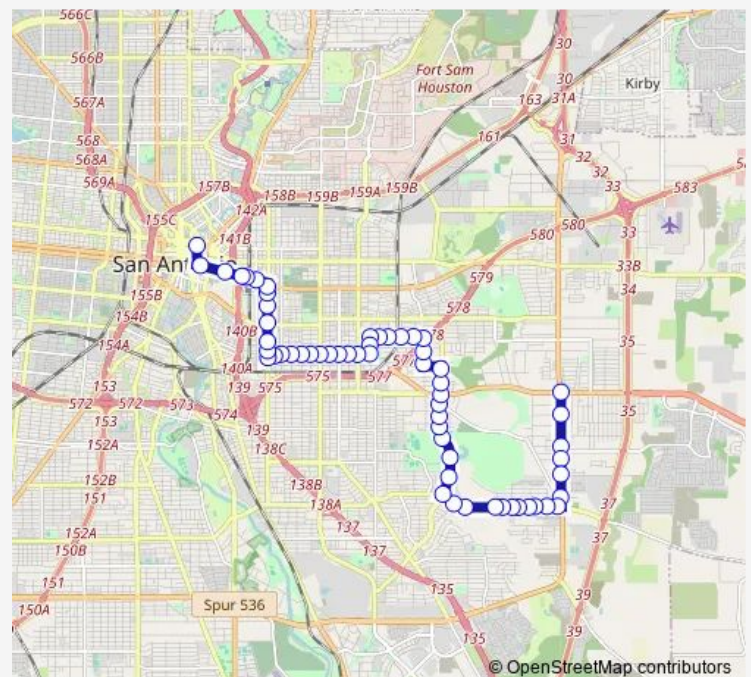 566C
566B
567A
568
568A
569A
157B
155C
142A
141B
158B
159B
159A
159B
161
163
Fort Sam
Houston
30
30
31A
31
32
32
33
Kirby
583
580
580
33
33B
34
579
578
577
577
575
575
35
San An
155B
154B
154A
153
572
572
573
574
153
152A
152B
151
152A
150B
151
150A
140B
140A
139
139
138C
138B
138A
137
137
135
135
37
37
39
39
Spur 536
© OpenStreetMap contributors